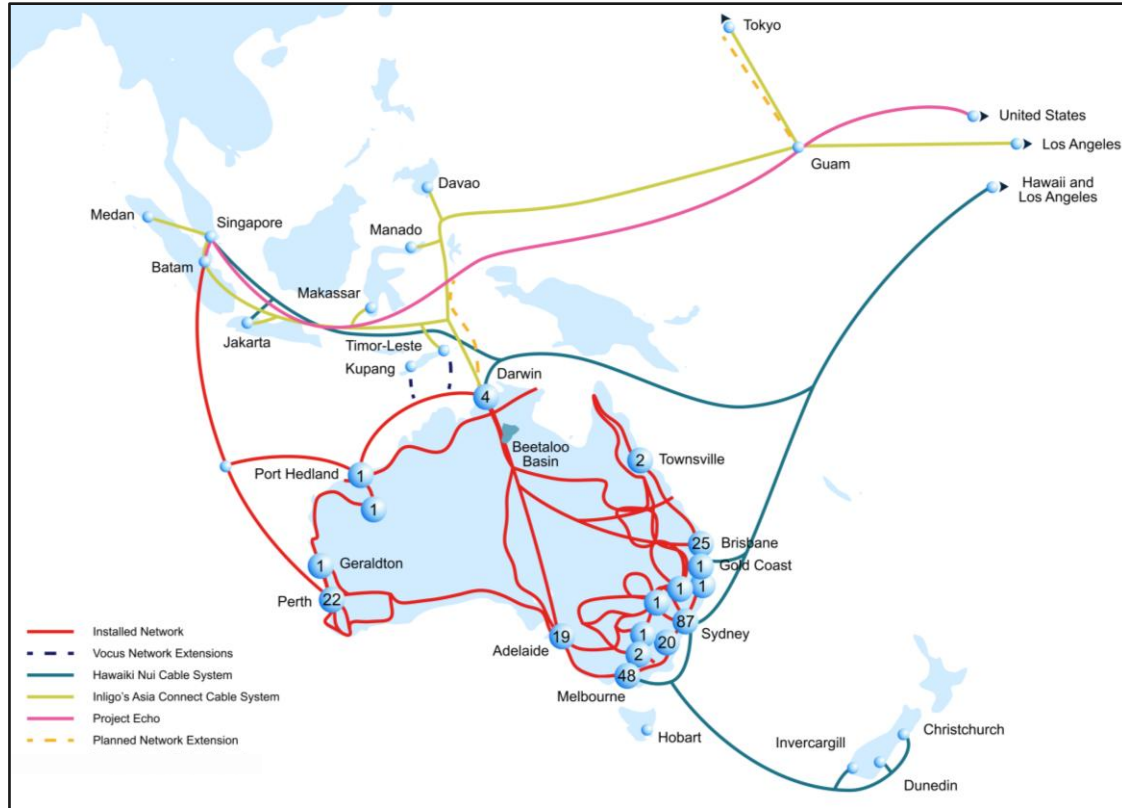 Tokyo
United States
Los Angeles
Guam
Hawaii and
Los Angeles
Davao
Medan
Singapore
Manado
Batam
Makassar
Jakarta
Timor-Leste
Kupang
Darwin
4
Beetaloo
Basin
Port Hedland
1
1
2
Townsville
25
Brisbane
1
Gold Coast
1
1
1
Geraldton
1
Perth
22
87
Sydney
1
20
19
Adelaide
2
48
Melbourne
Hobart
Invercargill
Christchurch
Dunedin
Installed Network
Vocus Network Extensions
Hawaiki Nui Cable System
Inligo's Asia Connect Cable System
Project Echo
Planned Network Extension